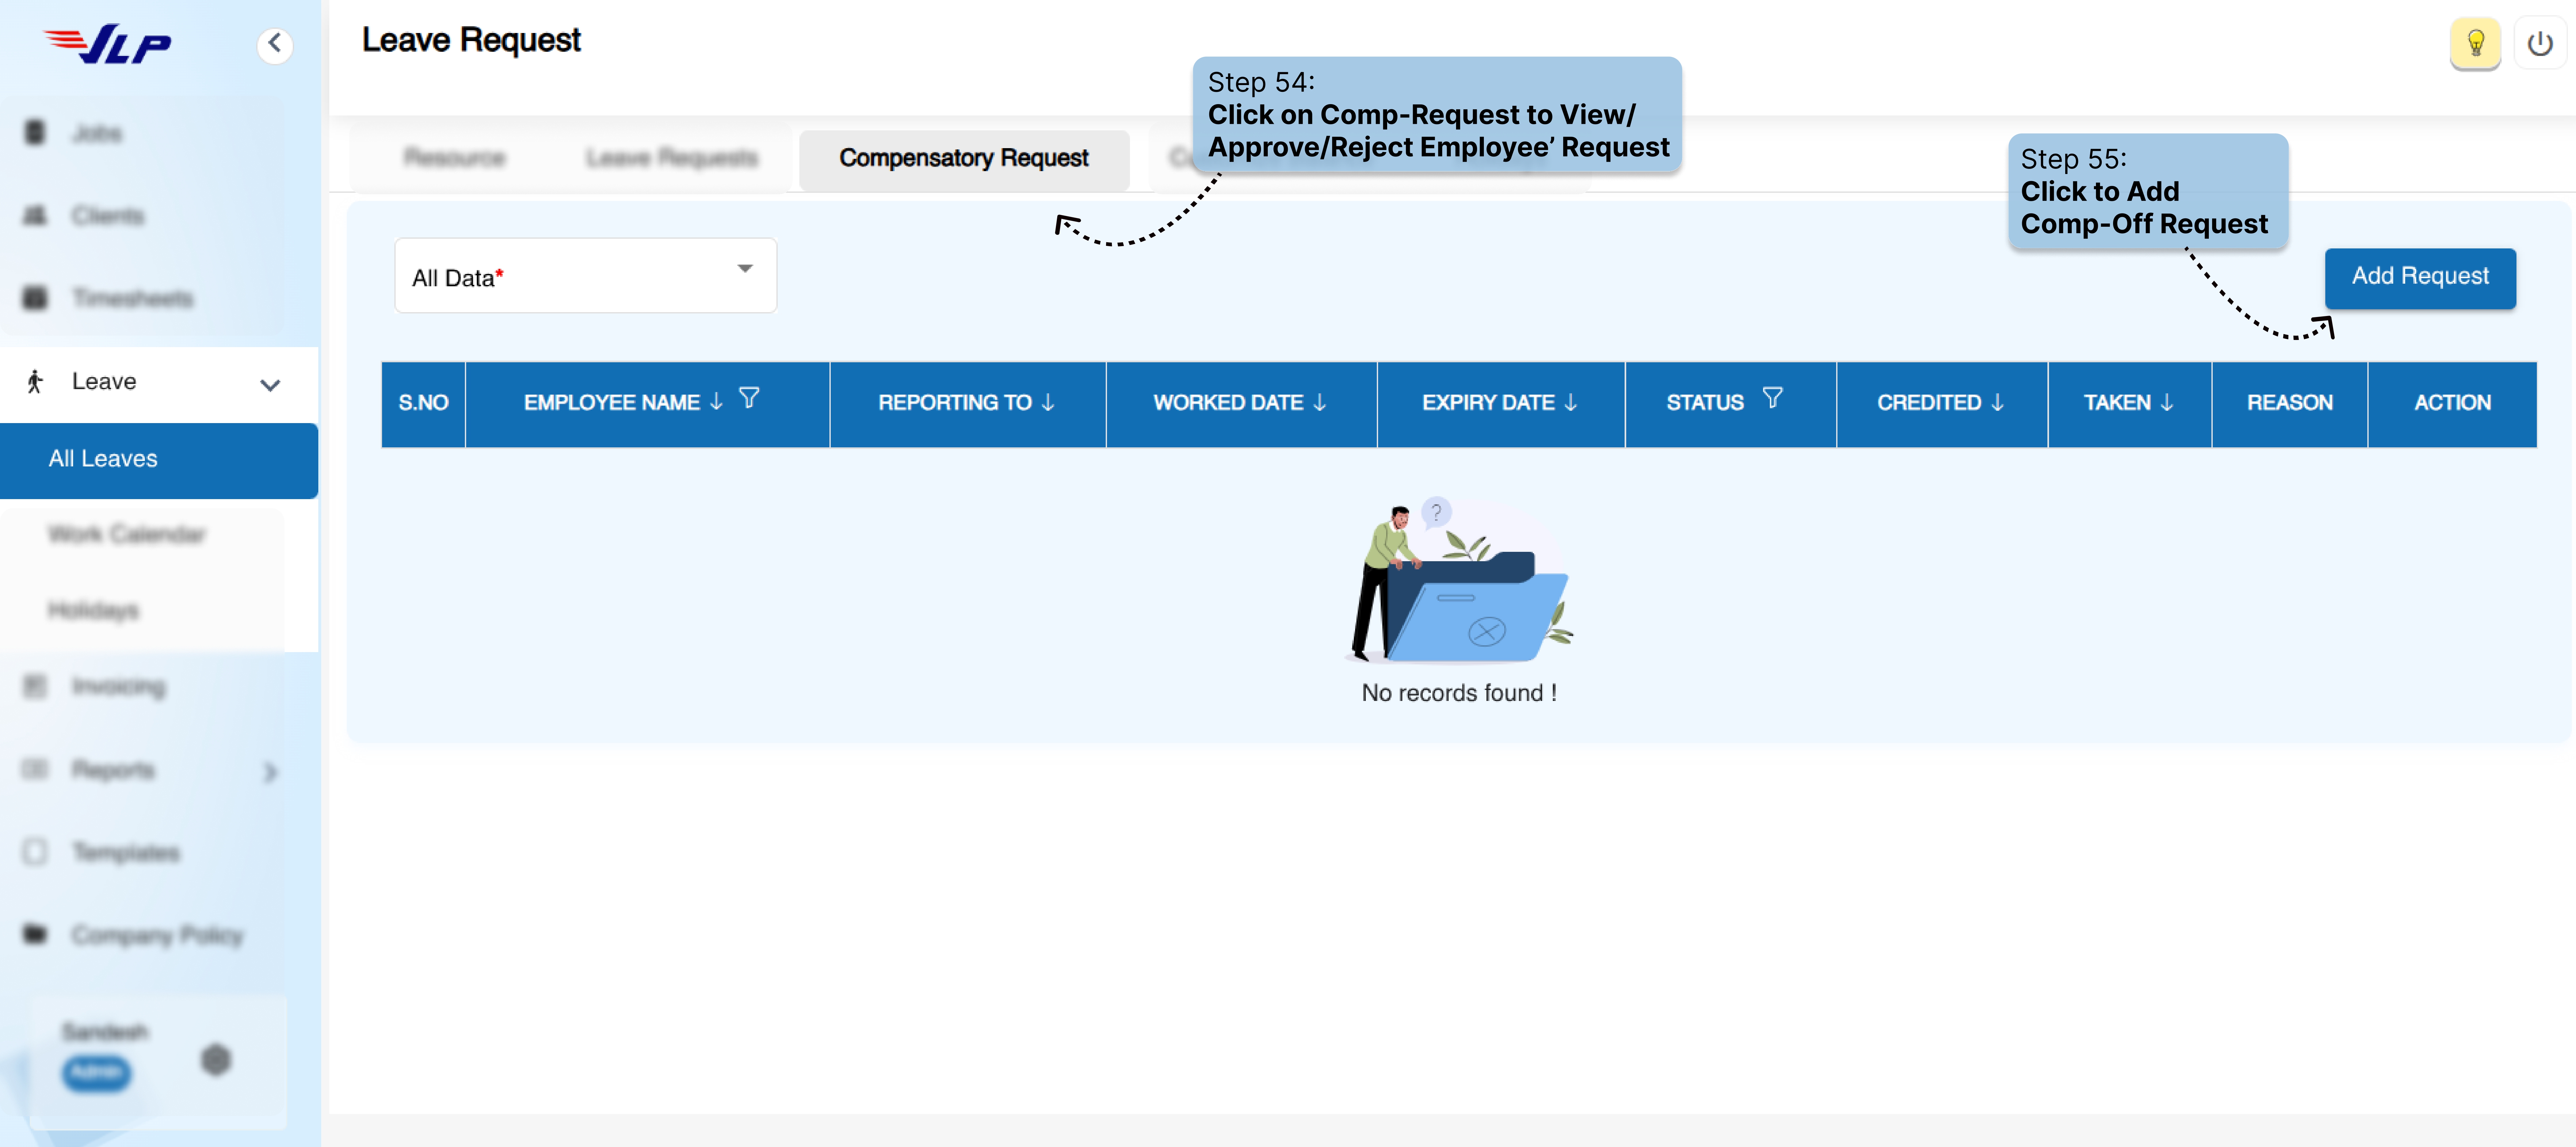 VLP
Leave Request
Step 54:
Click on Comp-Request to View/
Approve/Reject Employee’ Request
Step 55:
Click to Add
Comp-Off Request
Jobs
Clients
Timesheets
Leave
All Leaves
Work Calendar
Holidays
Invoicing
Reports
Templates
Company Policy
Sandesh
Admin
Resource
Leave Requests
Compensatory Request
All Data*
Add Request
S.NO
EMPLOYEE NAME
REPORTING TO
WORKED DATE
EXPIRY DATE
STATUS
CREDITED
TAKEN
REASON
ACTION
?
No records found !